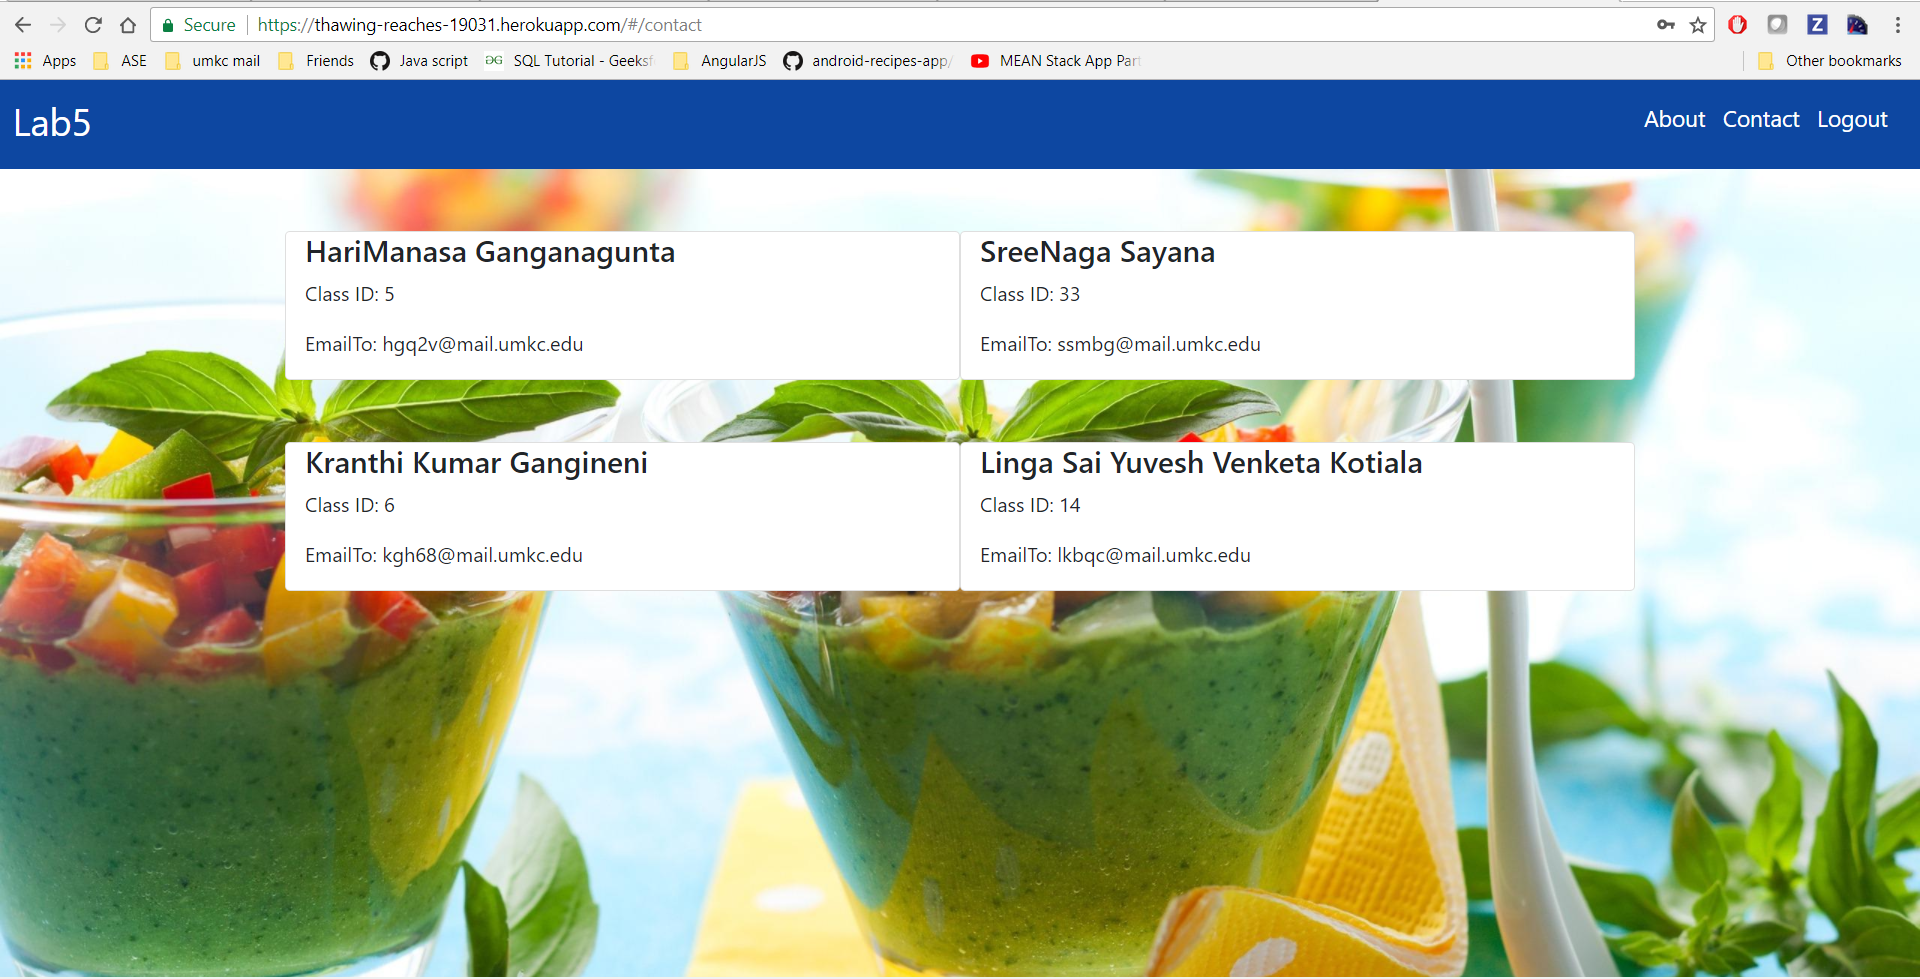 Secure https://thawing-reaches-19031.herokuapp.com/#/contact
Apps ASE umkc mail Friends Java script SQL Tutorial - Geeksf AngularJS android-recipes-app/ MEAN Stack App Part Other bookmarks
Lab5 About Contact Logout
HariManasa Ganganagunta
Class ID: 5
EmailTo: hgq2v@mail.umkc.edu
SreeNaga Sayana
Class ID: 33
EmailTo: ssmbg@mail.umkc.edu
Kranthi Kumar Gangineni
Class ID: 6
EmailTo: kgh68@mail.umkc.edu
Linga Sai Yuvesh Venketa Kotiala
Class ID: 14
EmailTo: lkbqc@mail.umkc.edu